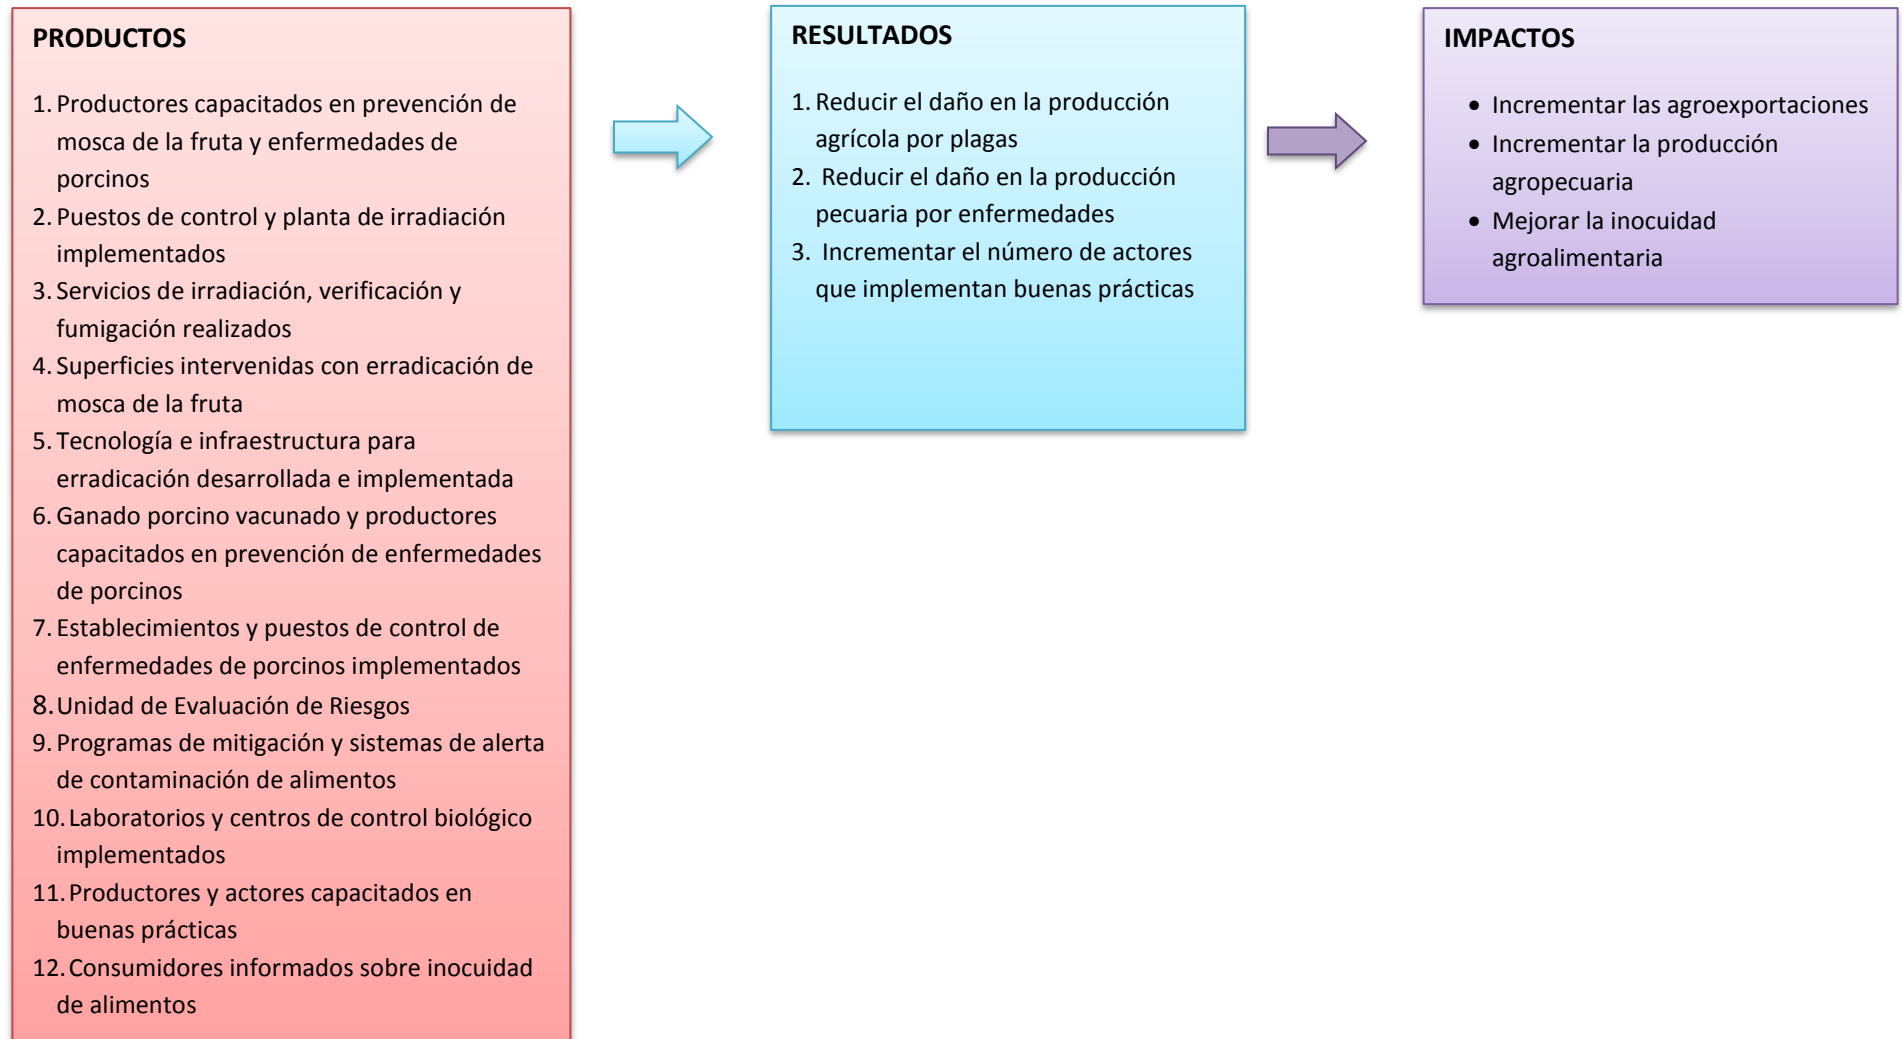 PRODUCTOS
1. Productores capacitados en prevención de
mosca de la fruta y enfermedades de
porcinos
2. Puestos de control y planta de irradiación
implementados
3. Servicios de irradiación, verificación y
fumigación realizados
4. Superficies intervenidas con erradicación de
mosca de la fruta
5. Tecnología e infraestructura para
erradicación desarrollada e implementada
6. Ganado porcino vacunado y productores
capacitados en prevención de enfermedades
de porcinos
7. Establecimientos y puestos de control de
enfermedades de porcinos implementados
8. Unidad de Evaluación de Riesgos
9. Programas de mitigación y sistemas de alerta
de contaminación de alimentos
10. Laboratorios y centros de control biológico
implementados
11. Productores y actores capacitados en
buenas prácticas
12. Consumidores informados sobre inocuidad
de alimentos
RESULTADOS
1. Reducir el daño en la producción
agrícola por plagas
2. Reducir el daño en la producción
pecuaria por enfermedades
3. Incrementar el número de actores
que implementan buenas prácticas
IMPACTOS
• Incrementar las agroexportaciones
• Incrementar la producción
agropecuaria
• Mejorar la inocuidad
agroalimentaria